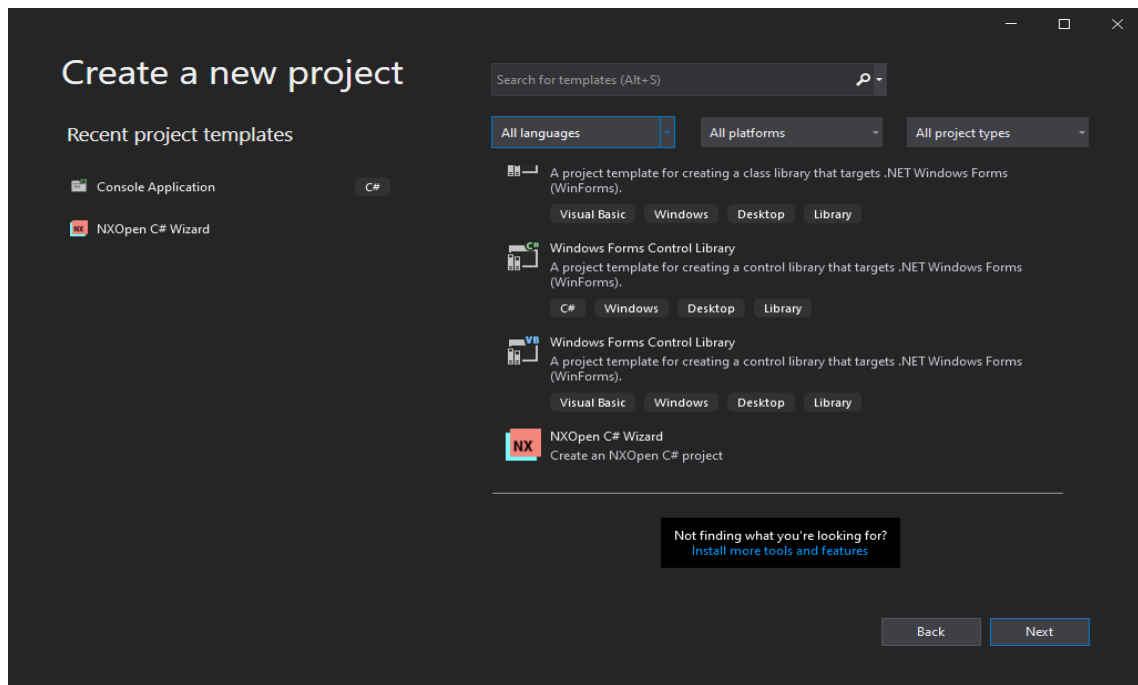 Create a new project
Recent project templates
Console Application
C#
NX
NXOpen C# Wizard
Search for templates (Alt+S)
All languages
All platforms
All project types
A project template for creating a class library that targets .NET Windows Forms
(WinForms).
Visual Basic Windows Desktop Library
C#
Windows Forms Control Library
A project template for creating a control library that targets .NET Windows Forms
(WinForms).
C# Windows Desktop Library
VB
Windows Forms Control Library
A project template for creating a control library that targets .NET Windows Forms
(WinForms).
Visual Basic Windows Desktop Library
NX
NXOpen C# Wizard
Create an NXOpen C# project
Not finding what you're looking for?
Install more tools and features
Back
Next